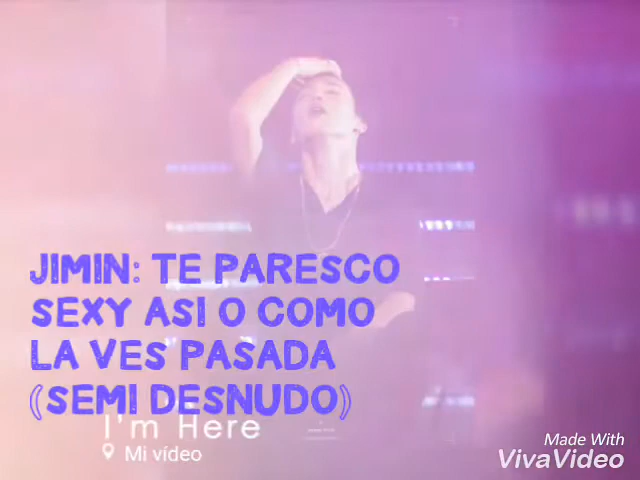 JIMIN: TE PARESCO
SEXY ASI O COMO
LA VES PASADA
(SEMI DESNUDO)
I'm Here
Mi vídeo
Made With
VivaVideo